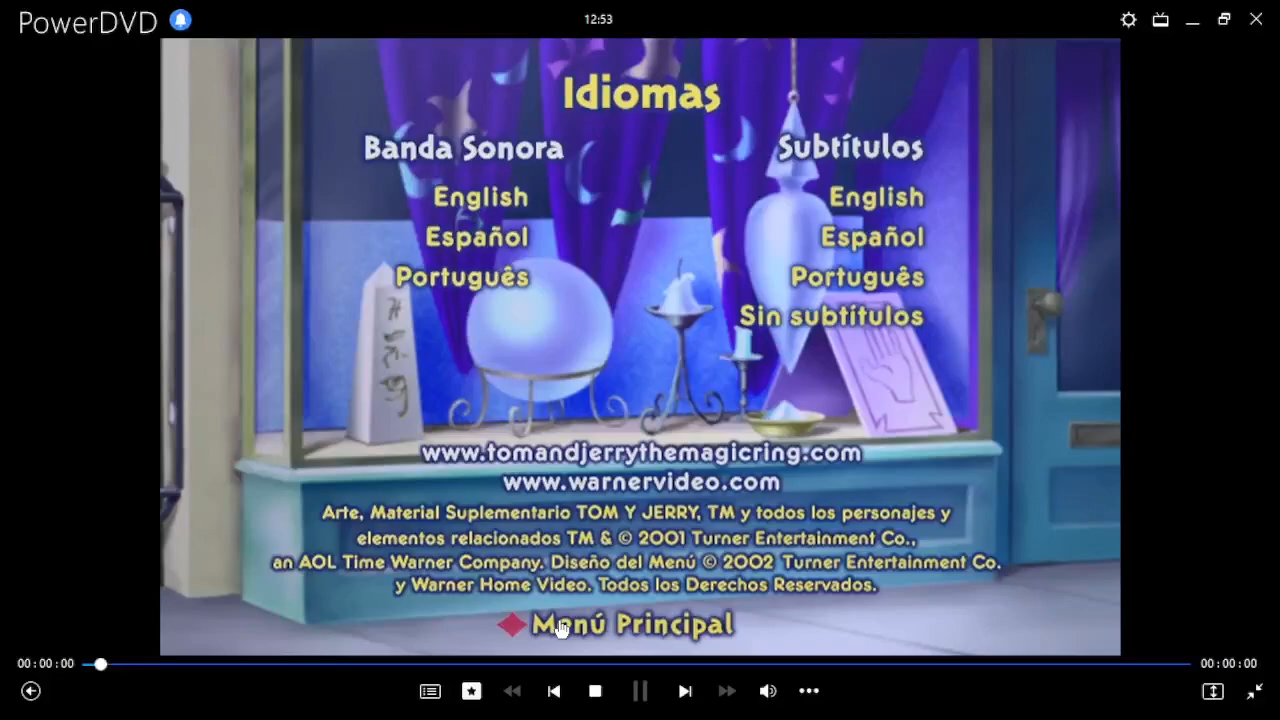 PowerDVD
12:53
Idiomas
Banda Sonora
Subtítulos
English
English
Español
Español
Português
Português
Sin subtítulos
www.tomandjerrythemagicring.com
www.warnervideo.com
Arte, Material Suplementario TOM Y JERRY, TM y todos los personajes y
elementos relacionados TM & © 2001 Turner Entertainment Co.,
an AOL Time Warner Company. Diseño del Menú © 2002 Turner Entertainment Co.
y Warner Home Video. Todos los Derechos Reservados.
Menú Principal
00:00:00
00:00:00